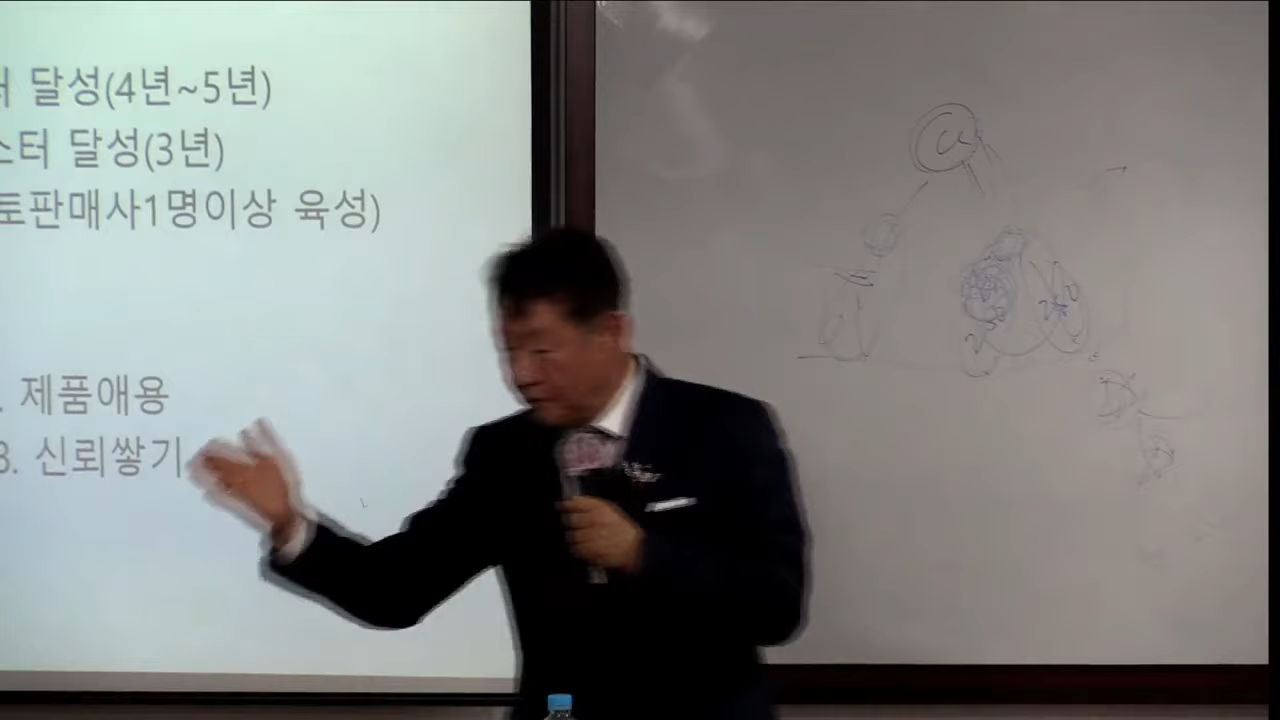 터 달성(4년~5년)
스터 달성(3년)
토판매사1명이상 육성)
. 제품애용
3. 신뢰쌓기